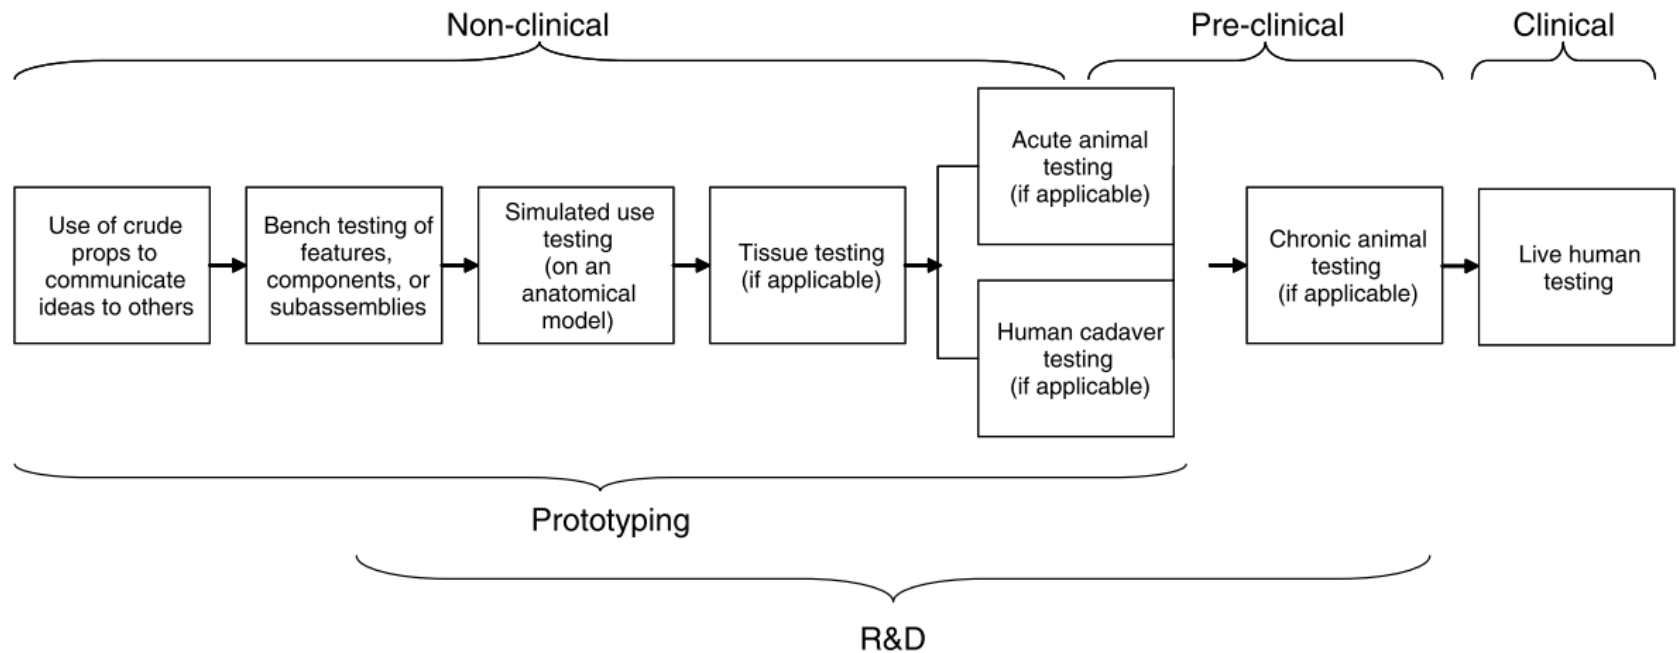 Non-clinical
Pre-clinical
Clinical
Use of crude
props to
communicate
ideas to others
Bench testing of
features,
components, or
subassemblies
Simulated use
testing
(on an
anatomical
model)
Tissue testing
(if applicable)
Acute animal
testing
(if applicable)
Human cadaver
testing
(if applicable)
Chronic animal
testing
(if applicable)
Live human
testing
Prototyping
R&D